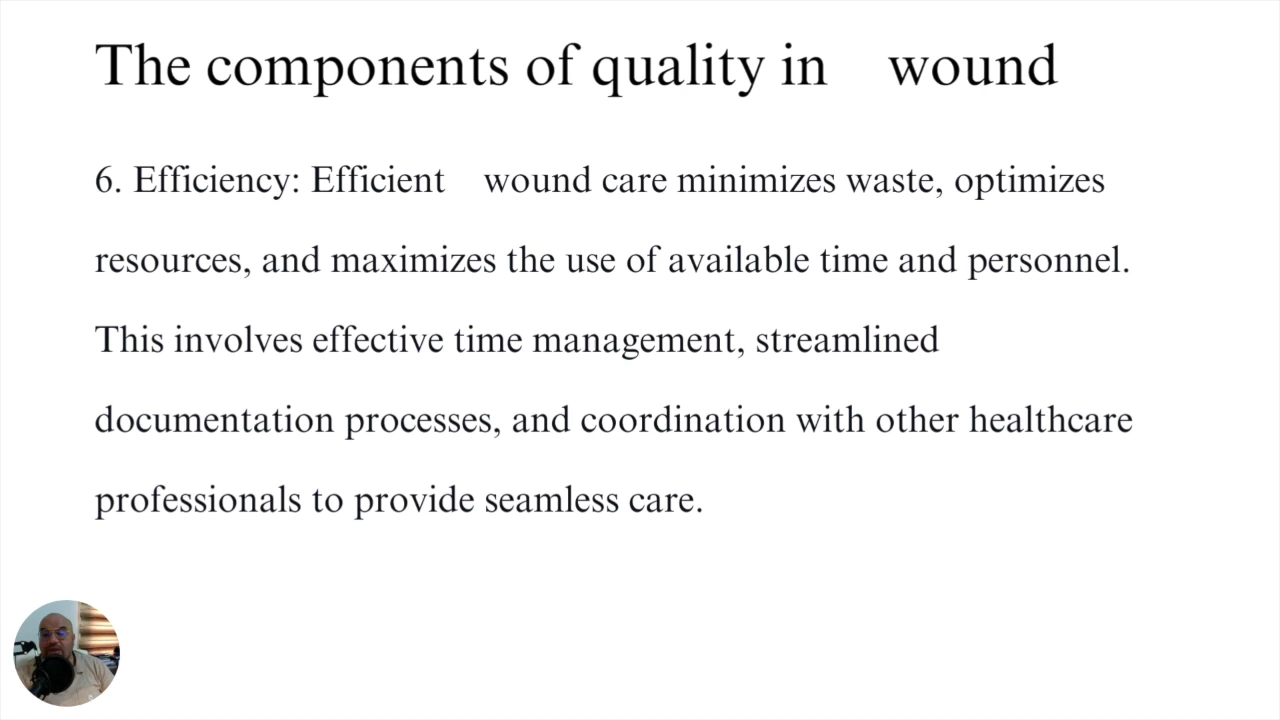 The components of quality in wound
6. Efficiency: Efficient wound care minimizes waste, optimizes
resources, and maximizes the use of available time and personnel.
This involves effective time management, streamlined
documentation processes, and coordination with other healthcare
professionals to provide seamless care.